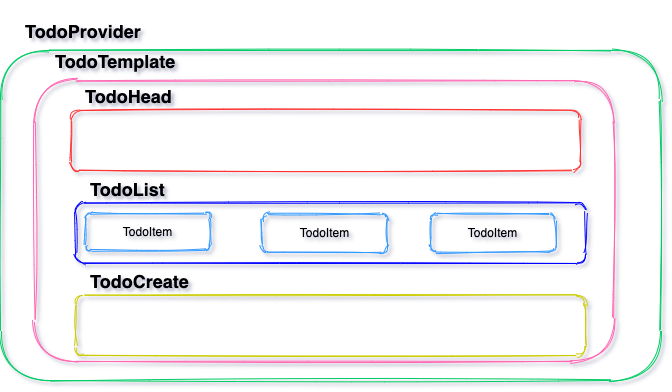 TodoProvider
TodoTemplate
TodoHead
TodoList
TodoItem TodoItem TodoItem
TodoCreate